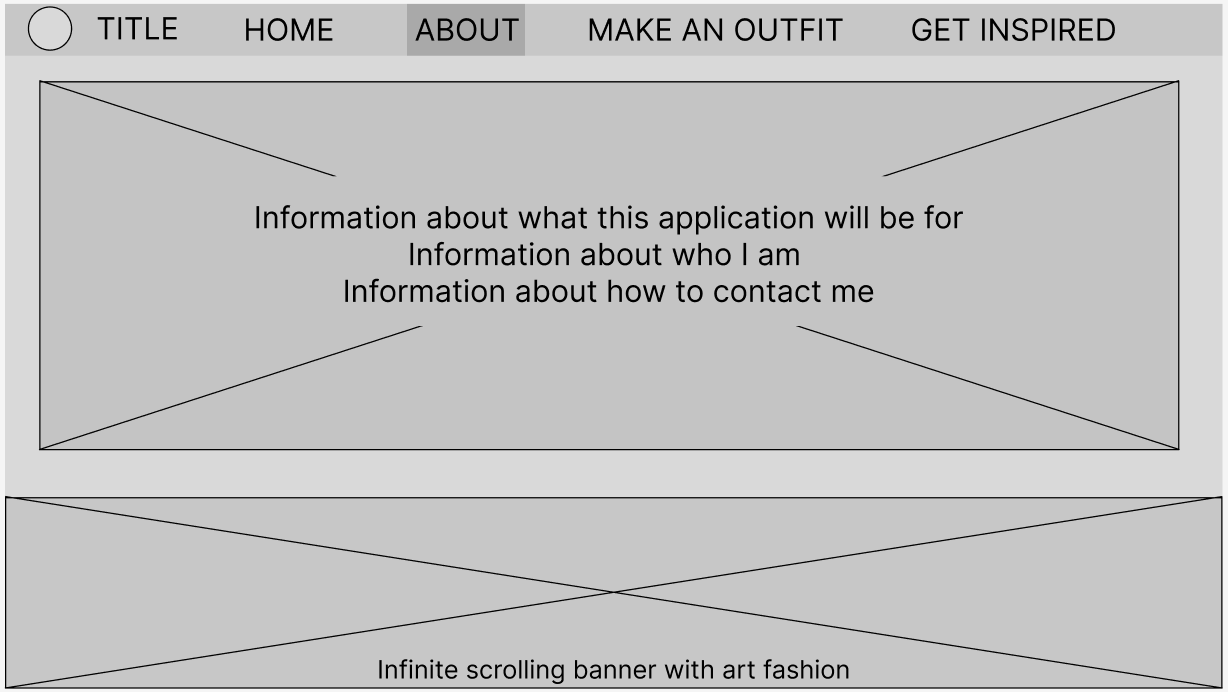 TITLE HOME ABOUT MAKE AN OUTFIT GET INSPIRED
Information about what this application will be for
Information about who I am
Information about how to contact me
Infinite scrolling banner with art fashion